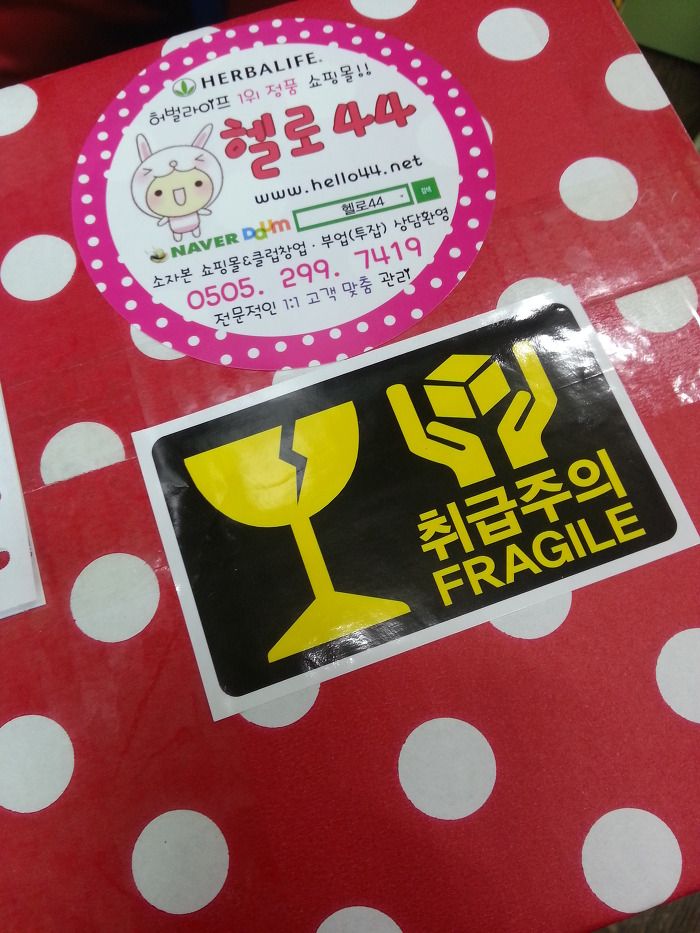 HERBALIFE.
허벌라이프 1위 정품 쇼핑몰!!
헬로44
www.hello44.net
NAVER Daum 헬로44 검색
소자본 쇼핑몰&클럽창업·부업(투잡) 상담환영
0505. 299. 7419
전문적인 1:1 고객 맞춤 관리
취급주의
FRAGILE